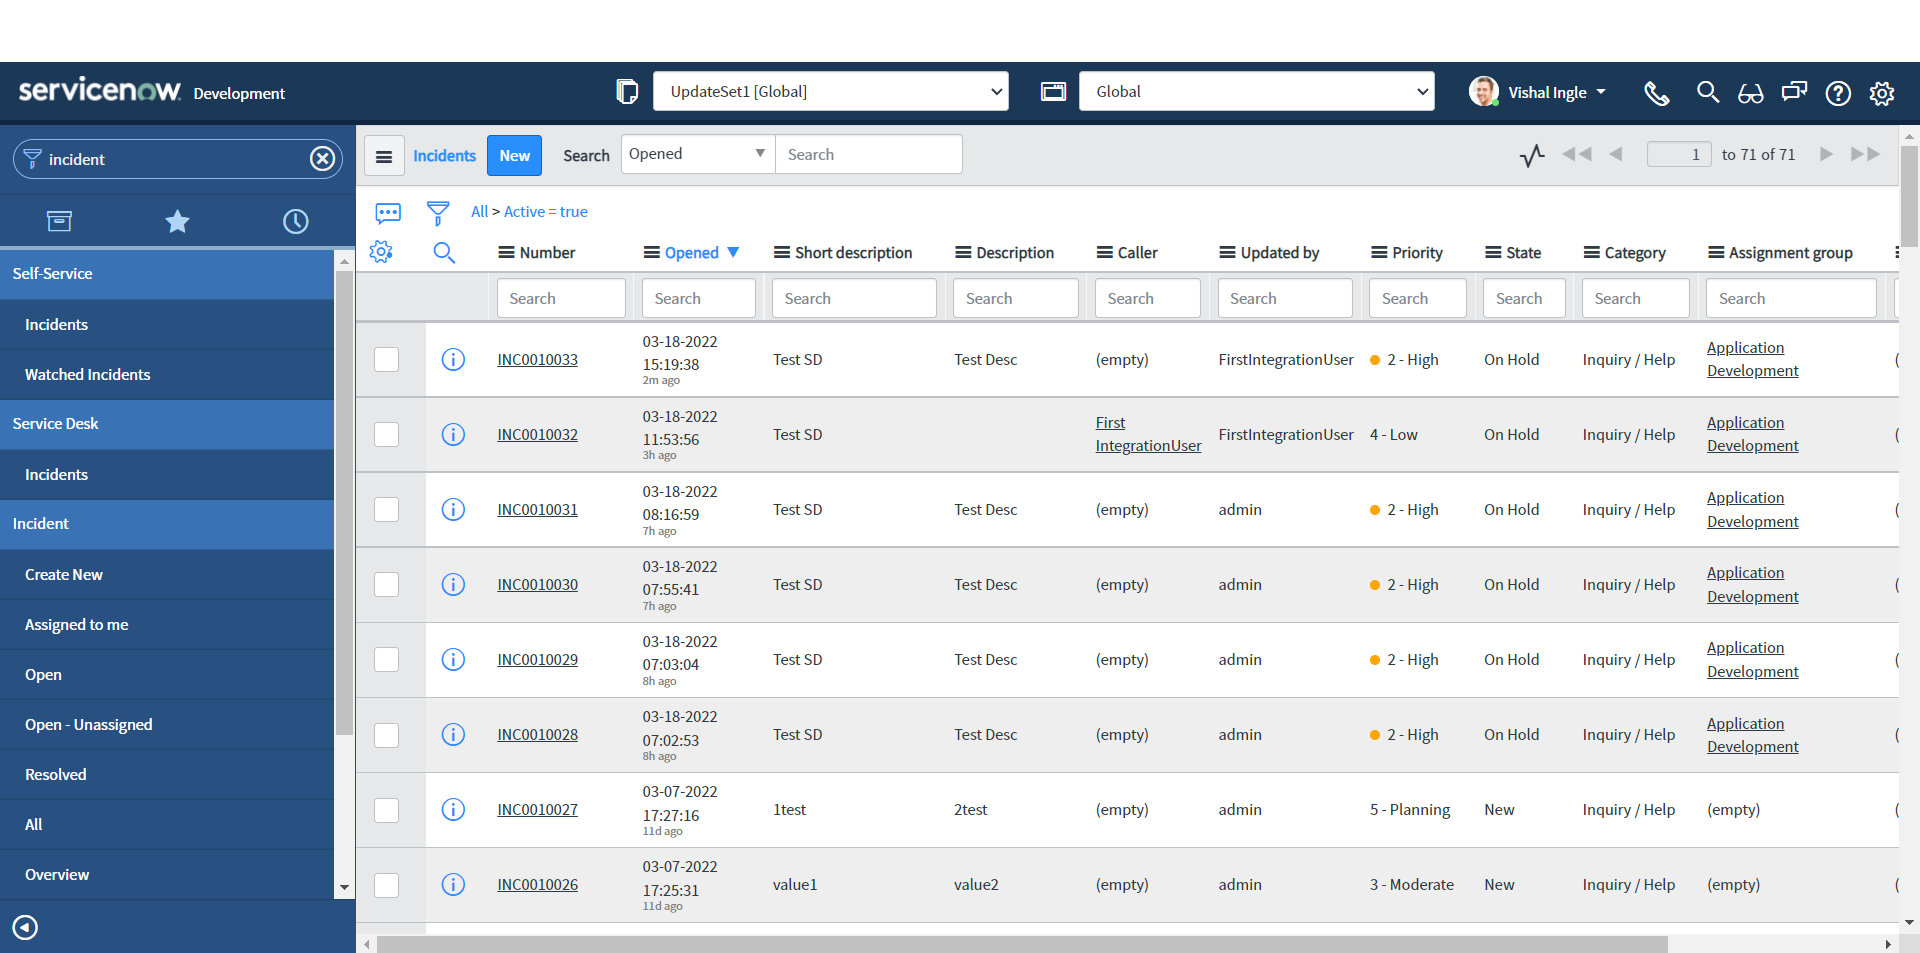 servicenow. Development
UpdateSet1 [Global]
Global
Vishal Ingle
incident
Incidents New Search Opened Search
1 to 71 of 71
All > Active = true
Self-Service
Incidents
Watched Incidents
Service Desk
Incidents
Incident
Create New
Assigned to me
Open
Open - Unassigned
Resolved
All
Overview
Number Opened Short description Description Caller Updated by Priority State Category Assignment group
Search Search Search Search Search Search Search Search Search Search
INC0010033 03-18-2022 15:19:38 2m ago Test SD Test Desc (empty) FirstIntegrationUser 2 - High On Hold Inquiry / Help Application Development (
INC0010032 03-18-2022 11:53:56 3h ago Test SD First IntegrationUser FirstIntegrationUser 4 - Low On Hold Inquiry / Help Application Development (
INC0010031 03-18-2022 08:16:59 7h ago Test SD Test Desc (empty) admin 2 - High On Hold Inquiry / Help Application Development (
INC0010030 03-18-2022 07:55:41 7h ago Test SD Test Desc (empty) admin 2 - High On Hold Inquiry / Help Application Development (
INC0010029 03-18-2022 07:03:04 8h ago Test SD Test Desc (empty) admin 2 - High On Hold Inquiry / Help Application Development (
INC0010028 03-18-2022 07:02:53 8h ago Test SD Test Desc (empty) admin 2 - High On Hold Inquiry / Help Application Development (
INC0010027 03-07-2022 17:27:16 11d ago 1test 2test (empty) admin 5 - Planning New Inquiry / Help (empty) (
INC0010026 03-07-2022 17:25:31 11d ago value1 value2 (empty) admin 3 - Moderate New Inquiry / Help (empty) (